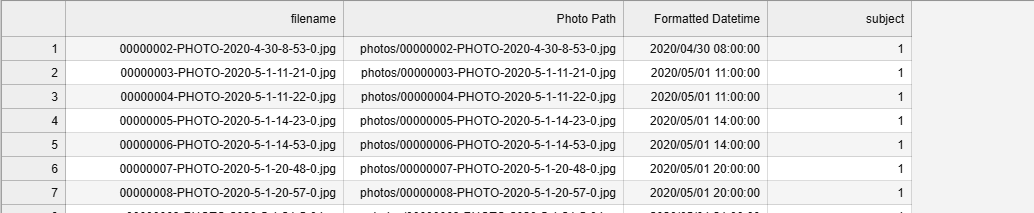 filename Photo Path Formatted Datetime subject
1 00000002-PHOTO-2020-4-30-8-53-0.jpg photos/00000002-PHOTO-2020-4-30-8-53-0.jpg 2020/04/30 08:00:00 1
2 00000003-PHOTO-2020-5-1-11-21-0.jpg photos/00000003-PHOTO-2020-5-1-11-21-0.jpg 2020/05/01 11:00:00 1
3 00000004-PHOTO-2020-5-1-11-22-0.jpg photos/00000004-PHOTO-2020-5-1-11-22-0.jpg 2020/05/01 11:00:00 1
4 00000005-PHOTO-2020-5-1-14-23-0.jpg photos/00000005-PHOTO-2020-5-1-14-23-0.jpg 2020/05/01 14:00:00 1
5 00000006-PHOTO-2020-5-1-14-53-0.jpg photos/00000006-PHOTO-2020-5-1-14-53-0.jpg 2020/05/01 14:00:00 1
6 00000007-PHOTO-2020-5-1-20-48-0.jpg photos/00000007-PHOTO-2020-5-1-20-48-0.jpg 2020/05/01 20:00:00 1
7 00000008-PHOTO-2020-5-1-20-57-0.jpg photos/00000008-PHOTO-2020-5-1-20-57-0.jpg 2020/05/01 20:00:00 1